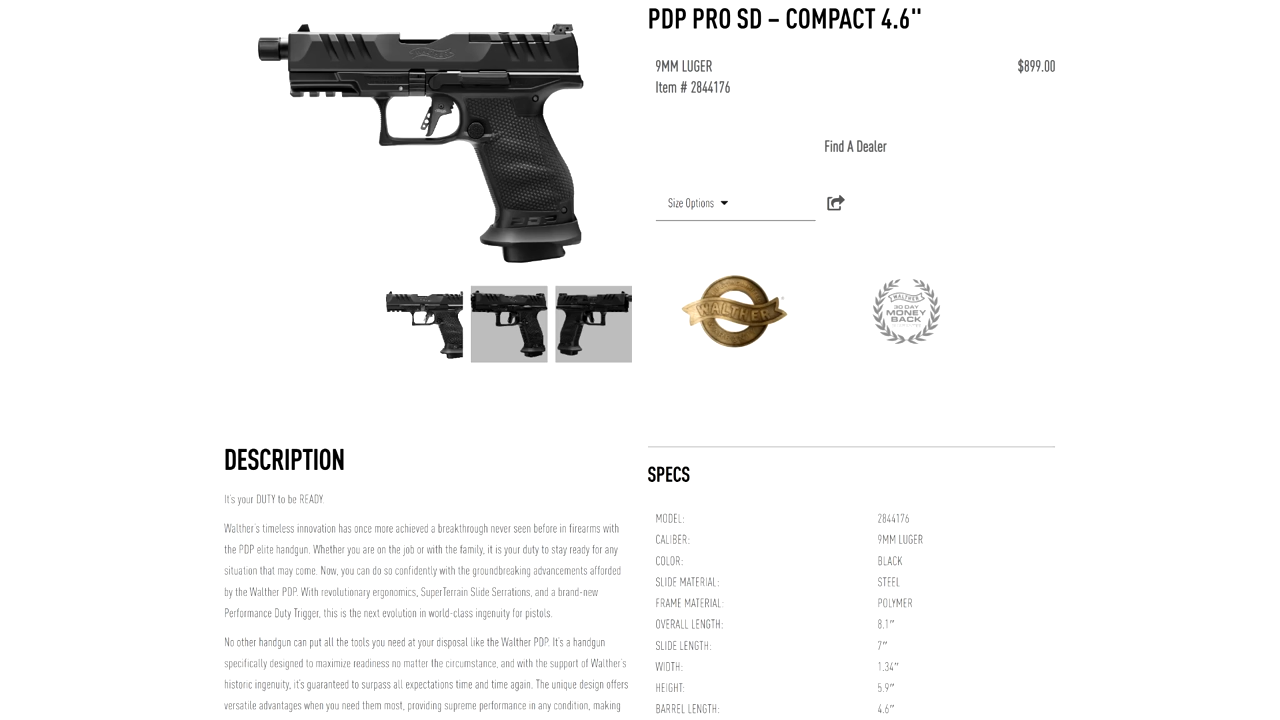 PDP PRO SD – COMPACT 4.6"
9MM LUGER $899.00
Item # 2844176
Find A Dealer
Size Options
PDP
WALTHER
WALTHER
30 DAY
MONEY
BACK
DESCRIPTION
It's your DUTY to be READY.
Walther's timeless innovation has once more achieved a breakthrough never seen before in firearms with
the PDP elite handgun. Whether you are on the job or with the family, it is your duty to stay ready for any
situation that may come. Now, you can do so confidently with the groundbreaking advancements afforded
by the Walther PDP. With revolutionary ergonomics, SuperTerrain Slide Serrations, and a brand-new
Performance Duty Trigger, this is the next evolution in world-class ingenuity for pistols.
No other handgun can put all the tools you need at your disposal like the Walther PDP. It's a handgun
specifically designed to maximize readiness no matter the circumstance, and with the support of Walther's
historic ingenuity, it's guaranteed to surpass all expectations time and time again. The unique design offers
versatile advantages when you need them most, providing supreme performance in any condition, making
SPECS
MODEL: 2844176
CALIBER: 9MM LUGER
COLOR: BLACK
SLIDE MATERIAL: STEEL
FRAME MATERIAL: POLYMER
OVERALL LENGTH: 8.1″
SLIDE LENGTH: 7″
WIDTH: 1.34″
HEIGHT: 5.9″
BARREL LENGTH: 4.6″